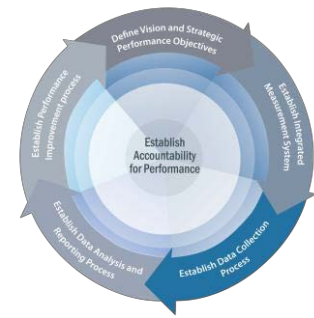 Define Vision and Strategic
Performance Objectives
Establish Integrated
Measurement System
Establish Data Collection
Process
Establish Data Analysis and
Reporting Process
Establish Performance
Improvement process
Establish
Accountability
for Performance